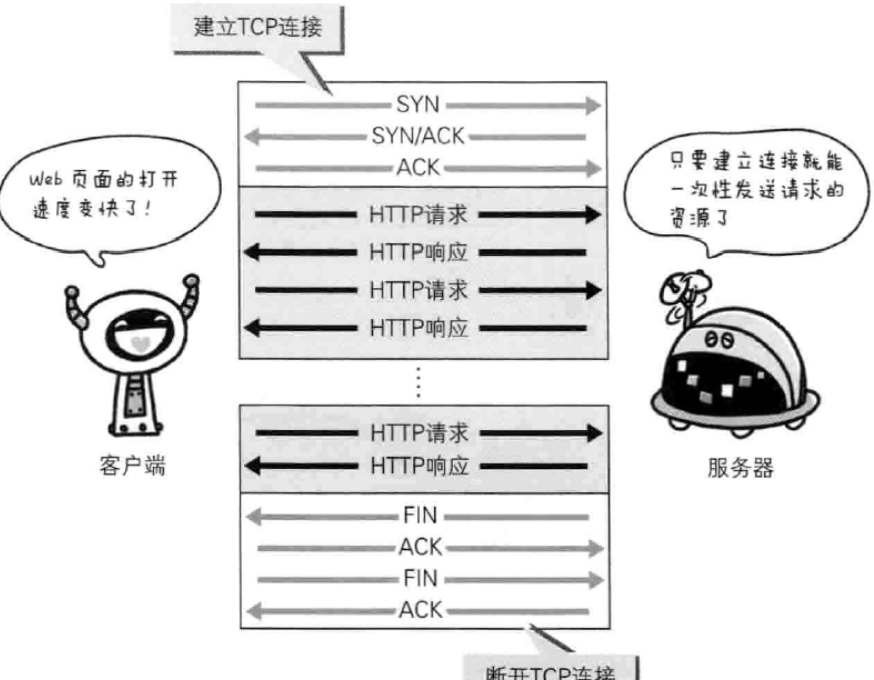 建立TCP连接
SYN
SYN/ACK
ACK
Web 页面的打开
速度变快了!
只要建立连接就能
一次性发送请求的
资源了
HTTP请求
HTTP响应
HTTP请求
HTTP响应
HTTP请求
HTTP响应
客户端
服务器
FIN
ACK
FIN
ACK
断开TCP连接